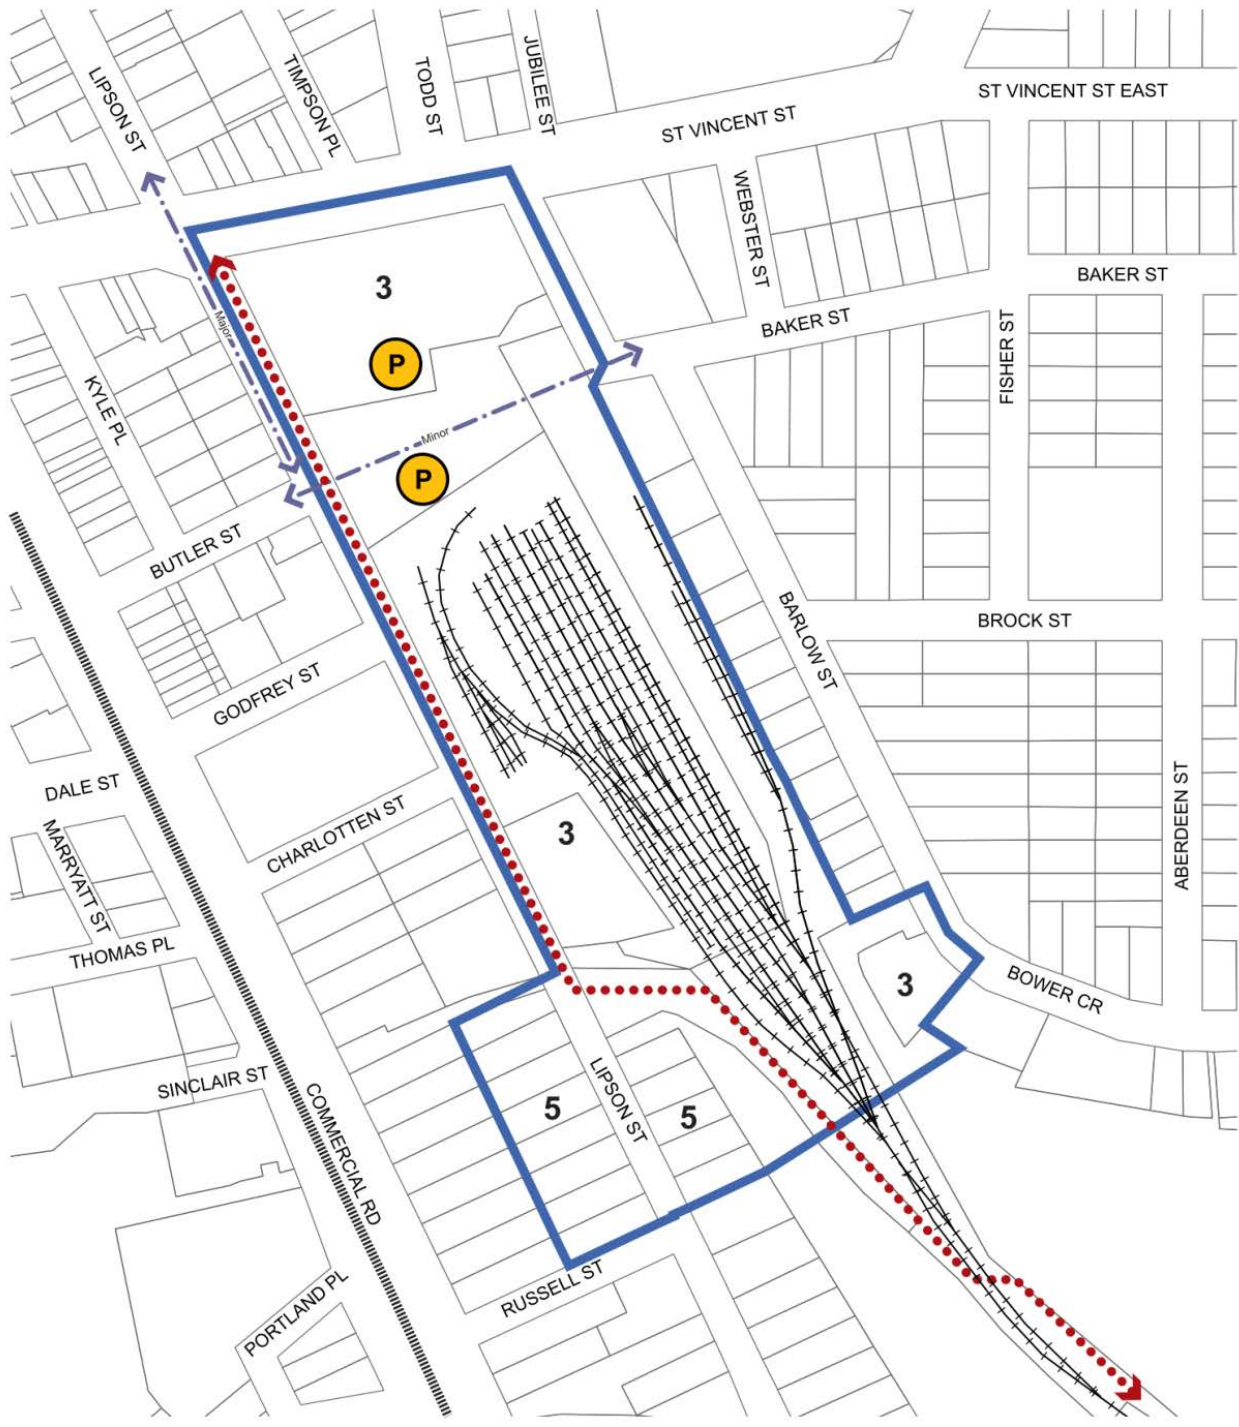 LIPSON ST
TIMPSON PL
TODD ST
JUBILEE ST
ST VINCENT ST
ST VINCENT ST EAST
WEBSTER ST
BAKER ST
3
Major
BAKER ST
FISHER ST
P
KYLE PL
Minor
P
BUTLER ST
BARLOW ST
BROCK ST
GODFREY ST
DALE ST
CHARLOTTEN ST
3
ABERDEEN ST
MARRYATT ST
THOMAS PL
3
BOWER CR
SINCLAIR ST
5
LIPSON ST
5
COMMERCIAL RD
RUSSELL ST
PORTLAND PL